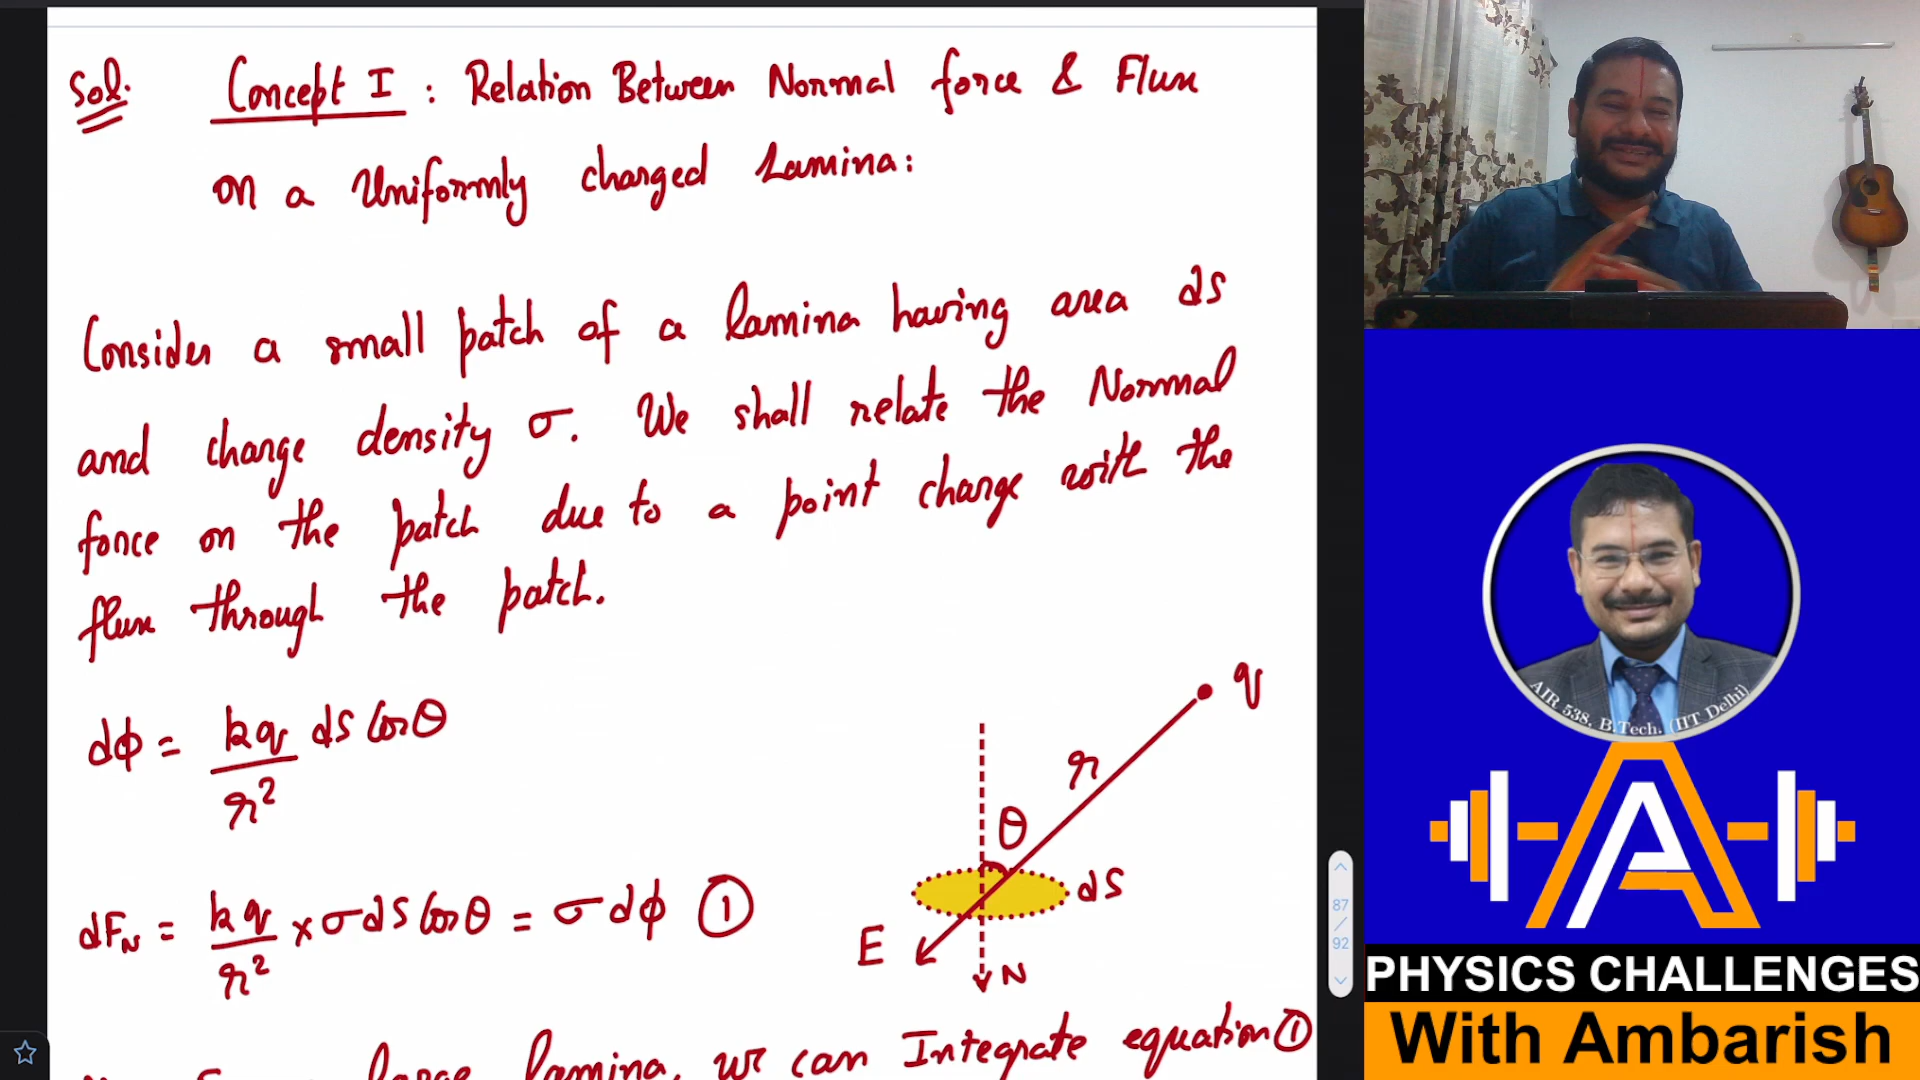 Sol.
Concept I : Relation Between Normal force & Flux
on a Uniformly charged Lamina:
Consider a small patch of a lamina having area ds
and charge density σ. We shall relate the Normal
force on the patch due to a point charge with the
flux through the patch.
dϕ = kq/r² ds cosθ
dF_N = kq/r² × σ ds cosθ = σ dϕ ①
q
r
θ
ds
E
N
large lamina, we can Integrate equation ①
87
/
92
AIR 538, B.Tech. (IIT Delhi)
A
PHYSICS CHALLENGES
With Ambarish